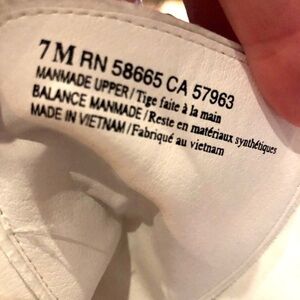 7M RN 58665 CA 57963
MANMADE UPPER/Tige faite à la main
BALANCE MANMADE/Reste en matériaux synthétiques
MADE IN VIETNAM/Fabriqué au vietnam